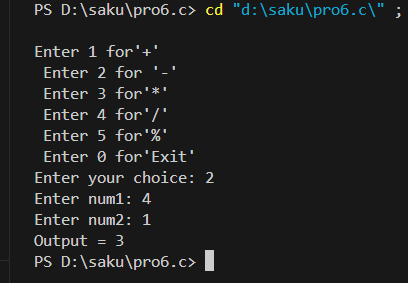 PS D:\saku\pro6.c> cd "d:\saku\pro6.c\" ;
Enter 1 for'+'
Enter 2 for '-'
Enter 3 for'*'
Enter 4 for'/'
Enter 5 for'%'
Enter 0 for'Exit'
Enter your choice: 2
Enter num1: 4
Enter num2: 1
Output = 3
PS D:\saku\pro6.c>